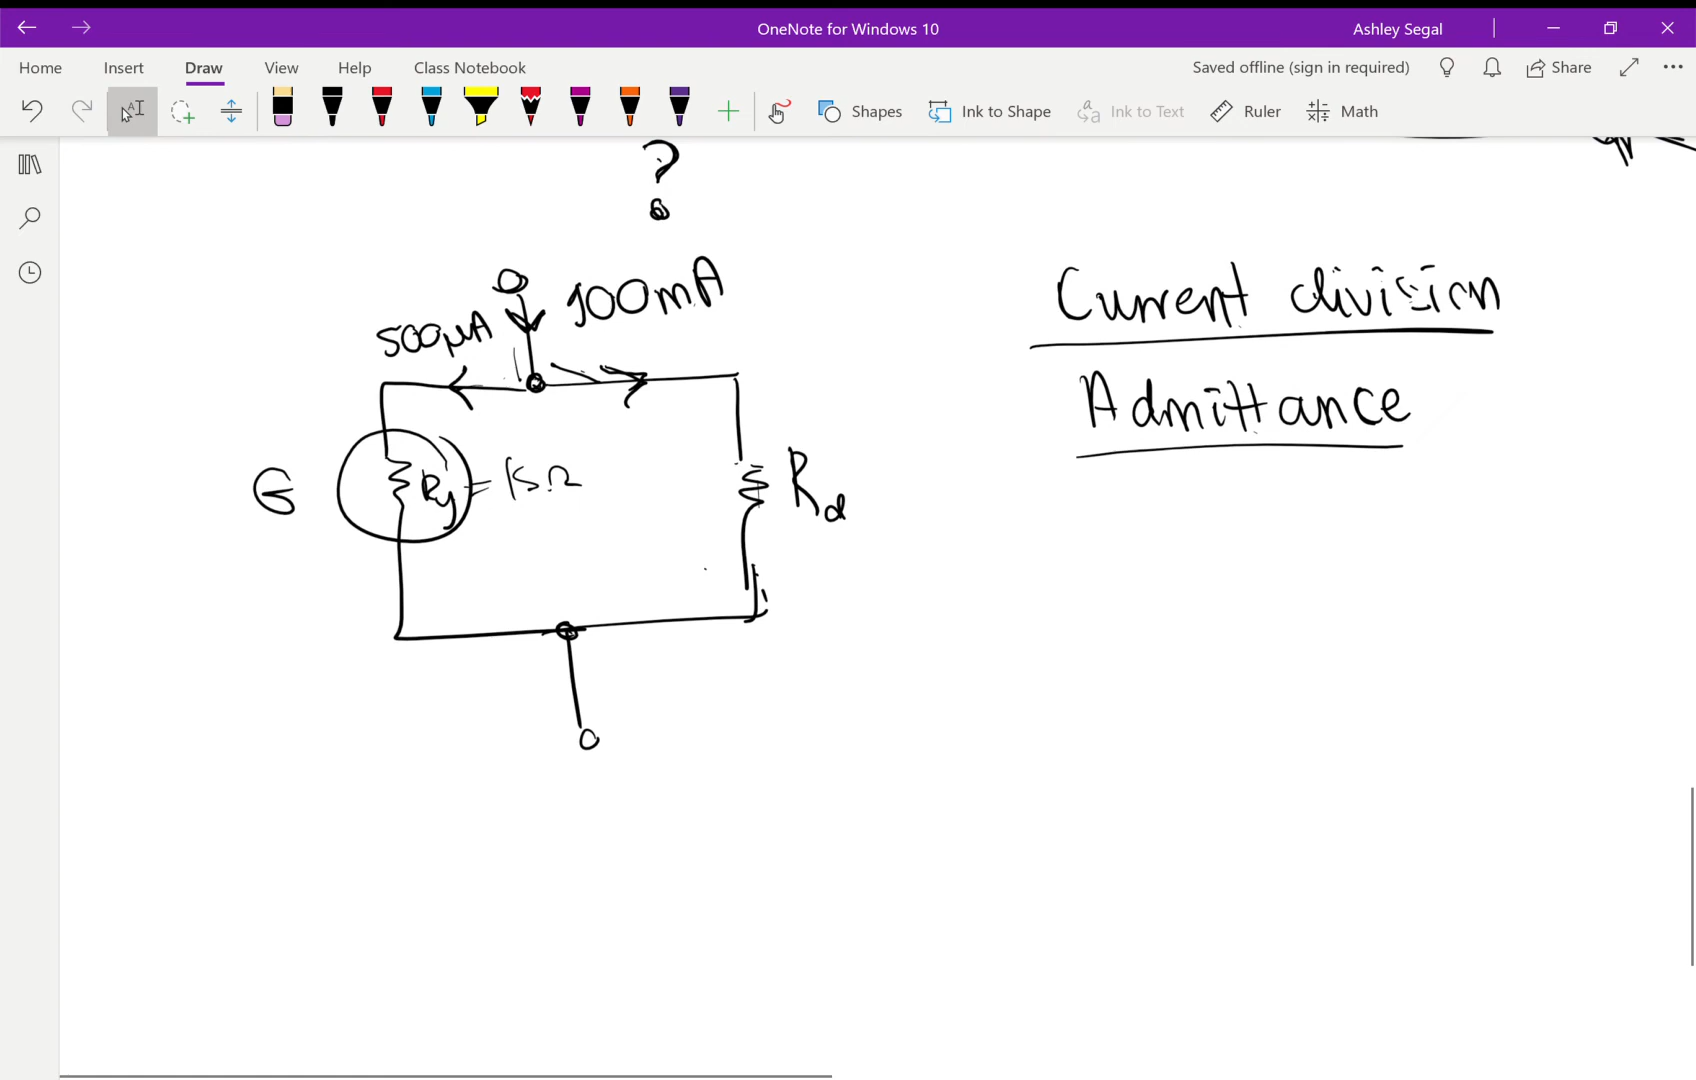 OneNote for Windows 10
Ashley Segal
Home Insert Draw View Help Class Notebook
Saved offline (sign in required) Share
Shapes Ink to Shape Ink to Text Ruler Math
?
500μA 100mA
Current division
Admittance
G Rg = 1SΩ Rd